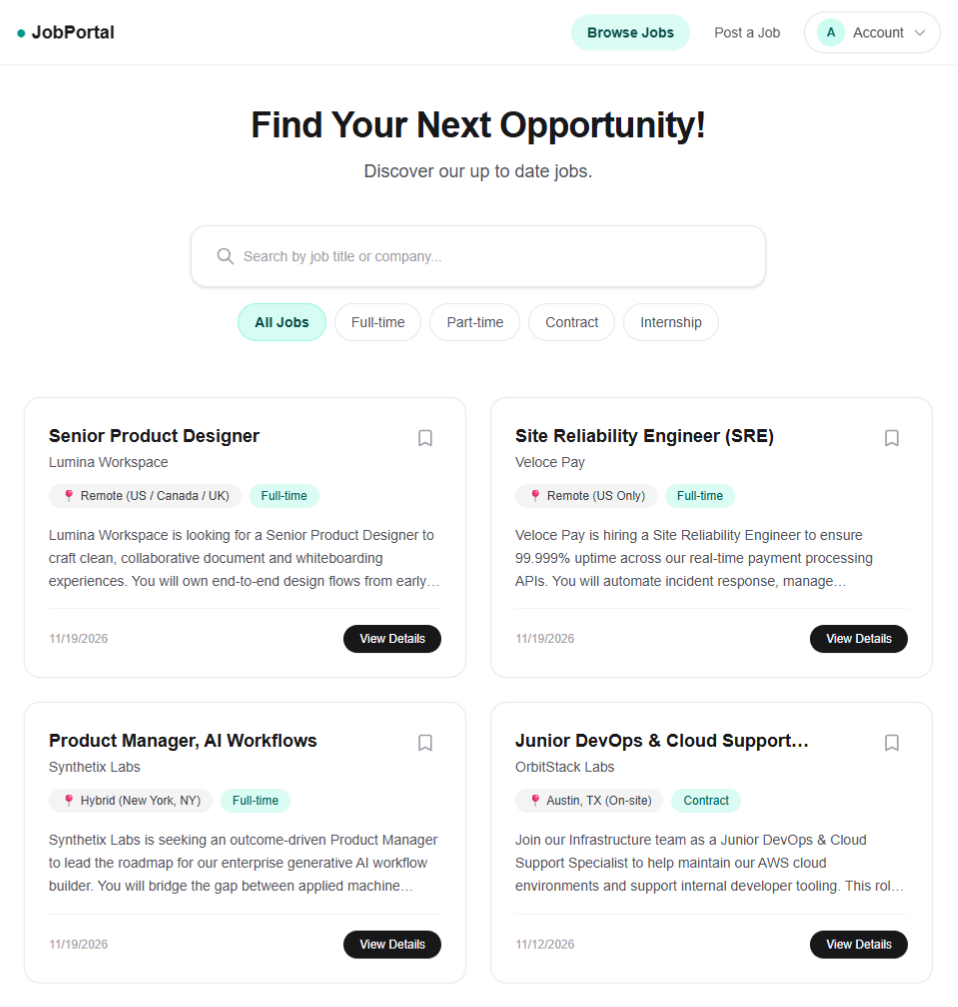 JobPortal
Browse Jobs
Post a Job
A
Account
Find Your Next Opportunity!
Discover our up to date jobs.
Search by job title or company...
All Jobs
Full-time
Part-time
Contract
Internship
Senior Product Designer
Lumina Workspace
Remote (US / Canada / UK)
Full-time
Lumina Workspace is looking for a Senior Product Designer to
craft clean, collaborative document and whiteboarding
experiences. You will own end-to-end design flows from early…
11/19/2026
View Details
Site Reliability Engineer (SRE)
Veloce Pay
Remote (US Only)
Full-time
Veloce Pay is hiring a Site Reliability Engineer to ensure
99.999% uptime across our real-time payment processing
APIs. You will automate incident response, manage…
11/19/2026
View Details
Product Manager, AI Workflows
Synthetix Labs
Hybrid (New York, NY)
Full-time
Synthetix Labs is seeking an outcome-driven Product Manager
to lead the roadmap for our enterprise generative AI workflow
builder. You will bridge the gap between applied machine…
11/19/2026
View Details
Junior DevOps & Cloud Support…
OrbitStack Labs
Austin, TX (On-site)
Contract
Join our Infrastructure team as a Junior DevOps & Cloud
Support Specialist to help maintain our AWS cloud
environments and support internal developer tooling. This rol…
11/12/2026
View Details